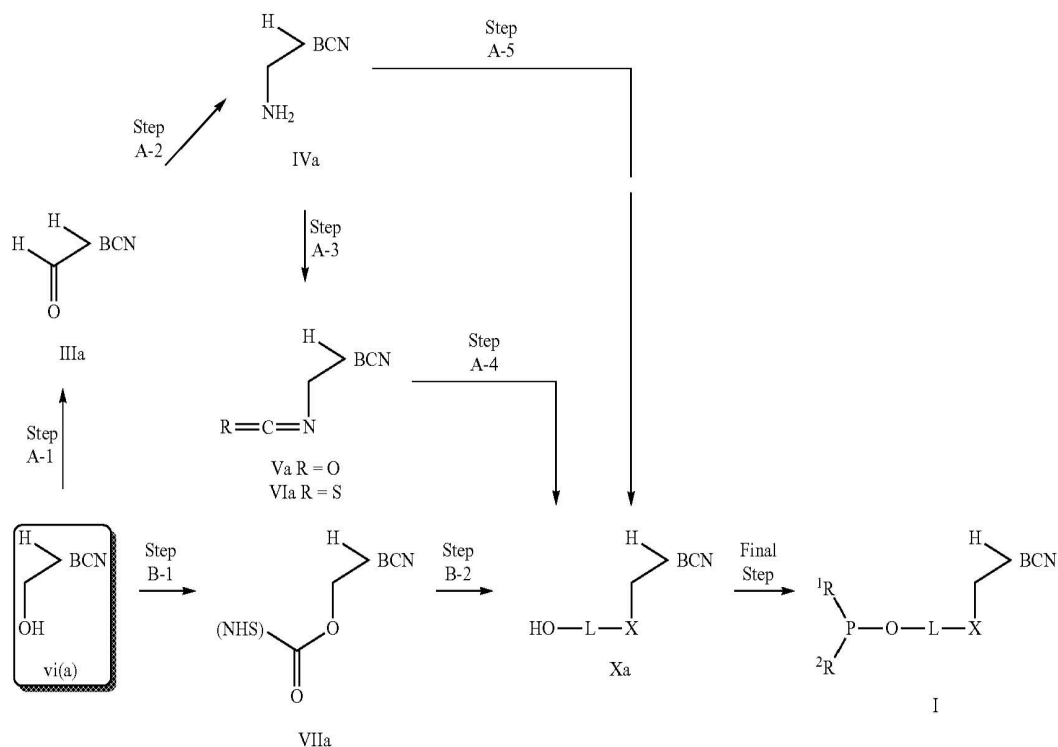 H
BCN
NH2
IVa
Step
A-5
Step
A-2
Step
A-3
H
H
BCN
O
IIIa
H
BCN
R=C=N
Va R = O
VIa R = S
Step
A-4
Step
A-1
H
BCN
OH
vi(a)
Step
B-1
H
BCN
(NHS)
O
O
VIIa
Step
B-2
H
BCN
HO—L—X
Xa
Final
Step
H
BCN
1R
P—O—L—X
2R
I